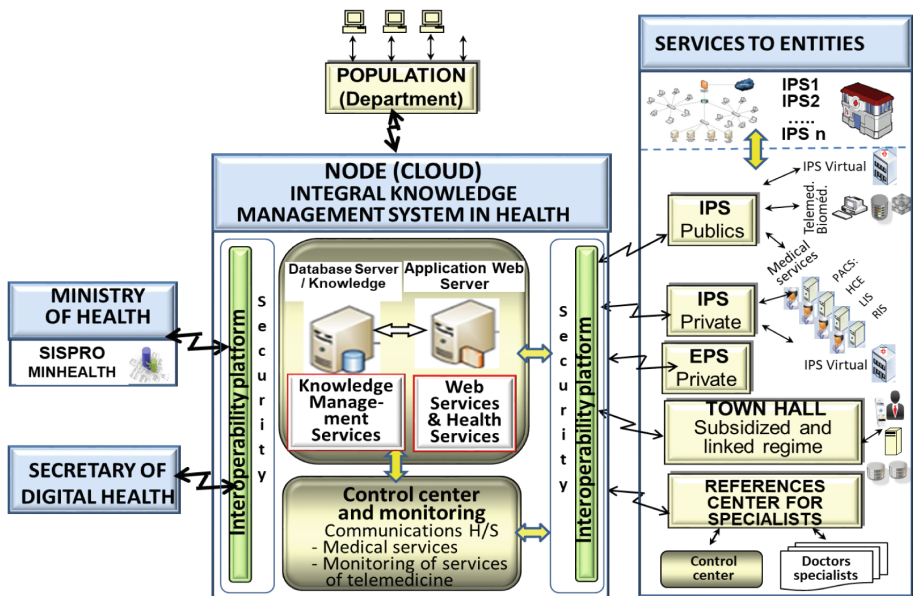 POPULATION
(Department)
NODE (CLOUD)
INTEGRAL KNOWLEDGE
MANAGEMENT SYSTEM IN HEALTH
MINISTRY
OF HEALTH
SISPRO
MINHEALTH
SECRETARY OF
DIGITAL HEALTH
Interoperability platform
Security
Database Server
/ Knowledge
Application Web
Server
Knowledge
Manage-
ment
Services
Web
Services
& Health
Services
Control center
and monitoring
Communications H/S
- Medical services
- Monitoring of services
of telemedicine
Security
Interoperability platform
SERVICES TO ENTITIES
IPS1
IPS2
.....
IPS n
IPS Virtual
IPS
Publics
Telemed.
Bioméd.
Medical
services
PACS:
HCE
LIS
RIS
IPS
Private
IPS Virtual
EPS
Private
TOWN HALL
Subsidized and
linked regime
REFERENCES
CENTER FOR
SPECIALISTS
Control
center
Doctors
specialists